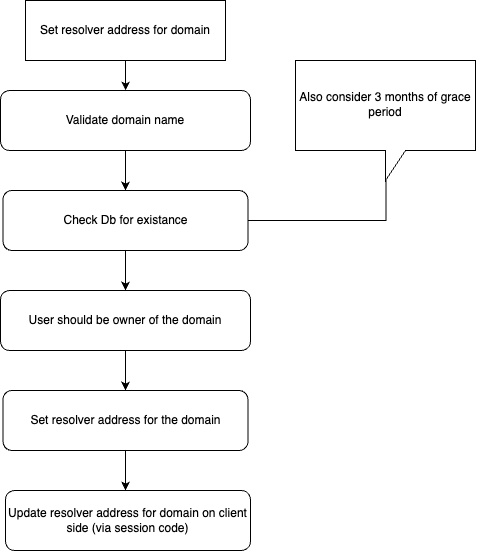 Set resolver address for domain
Also consider 3 months of grace
period
Validate domain name
Check Db for existance
User should be owner of the domain
Set resolver address for the domain
Update resolver address for domain on client
side (via session code)